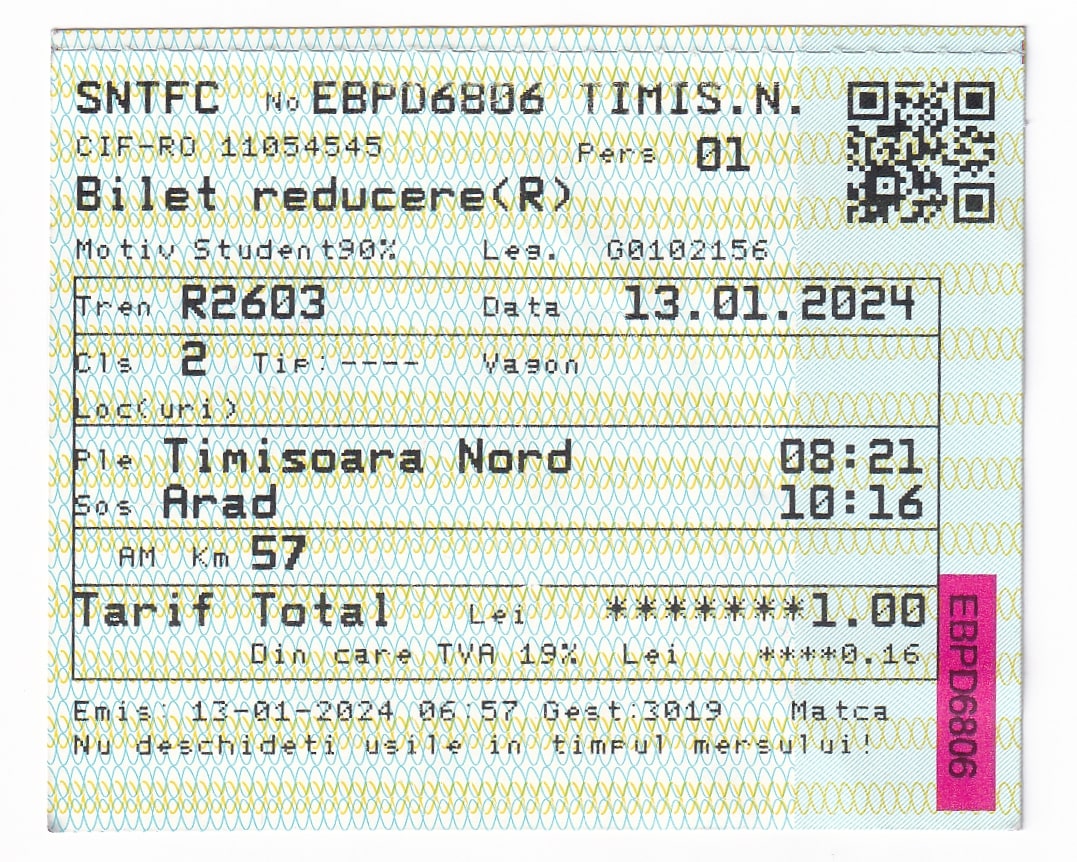 SNTFC No EBPD6806 TIMIS.N.
CIF-RO 11054545 Pers 01
Bilet reducere(R)
Motiv Student90% Leg. G0102156
Tren R2603 Data 13.01.2024
Cls 2 Tip:---- Vagon
Loc(uri)
Ple Timisoara Nord 08:21
Sos Arad 10:16
AM Km 57
Tarif Total Lei *******1.00
Din care TVA 19% Lei ****0.16
Emis: 13-01-2024 06:57 Gest:3019 Matca
Nu deschideti usile in timpul mersului!
EBPD6806